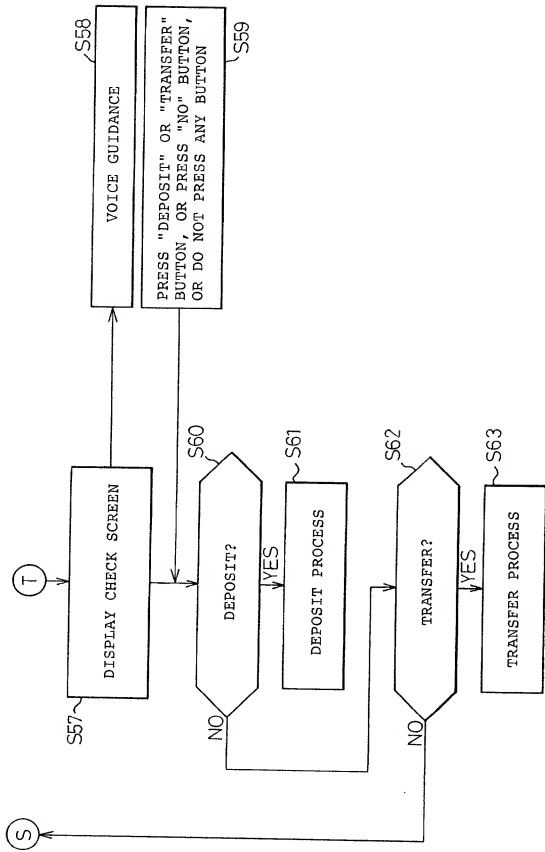 S
T
S57
DISPLAY CHECK SCREEN
S58
VOICE GUIDANCE
S59
PRESS "DEPOSIT" OR "TRANSFER"
BUTTON, OR PRESS "NO" BUTTON,
OR DO NOT PRESS ANY BUTTON
S60
DEPOSIT?
NO
YES
S61
DEPOSIT PROCESS
S62
TRANSFER?
NO
YES
S63
TRANSFER PROCESS